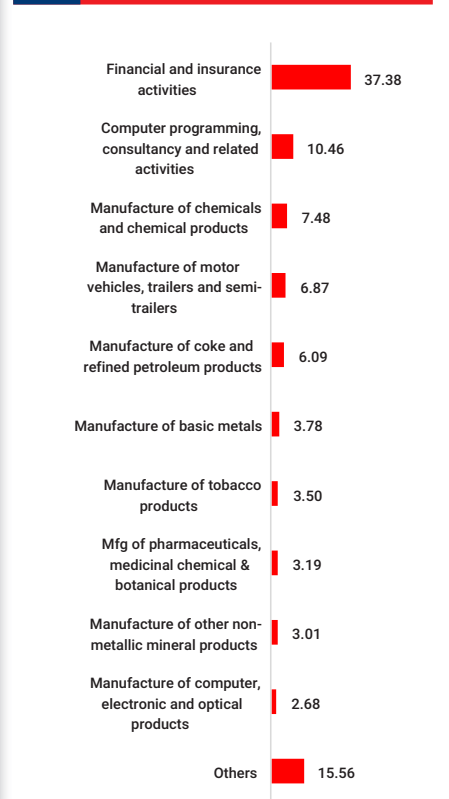 Financial and insurance
activities
37.38
Computer programming,
consultancy and related
activities
10.46
Manufacture of chemicals
and chemical products
7.48
Manufacture of motor
vehicles, trailers and semi-
trailers
6.87
Manufacture of coke and
refined petroleum products
6.09
Manufacture of basic metals
3.78
Manufacture of tobacco
products
3.50
Mfg of pharmaceuticals,
medicinal chemical &
botanical products
3.19
Manufacture of other non-
metallic mineral products
3.01
Manufacture of computer,
electronic and optical
products
2.68
Others
15.56